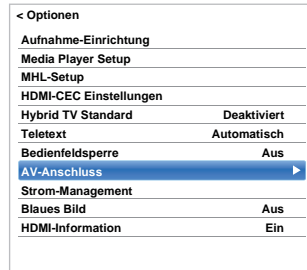 < Optionen
Aufnahme-Einrichtung
Media Player Setup
MHL-Setup
HDMI-CEC Einstellungen
Hybrid TV Standard Deaktiviert
Teletext Automatisch
Bedienfeldsperre Aus
AV-Anschluss
Strom-Management
Blaues Bild Aus
HDMI-Information Ein